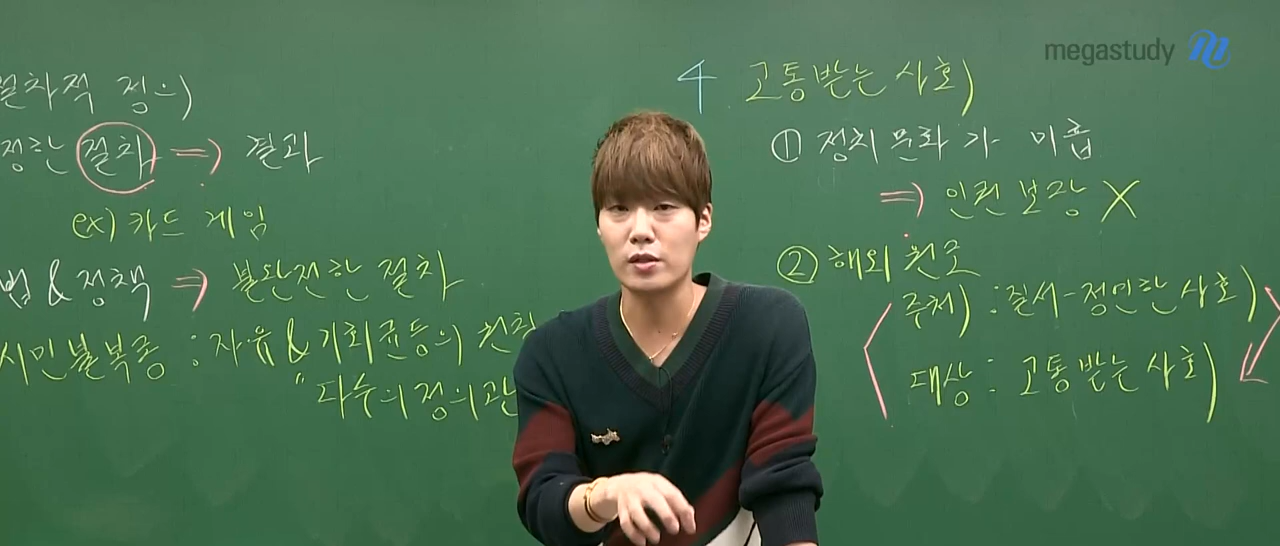 megastudy
절차적 정의)
정한 절차 => 결과
ex) 카드 게임
법 & 정책 => 불완전한 절차
시민불복종 : 자유 & 기회균등의 원칙
"다수의 정의관
4 고통받는 사회)
① 정치 문화가 미흡
=> 인권 보장 X
② 해외 원조
주체) : 질서-정연한 사회)
대상 : 고통 받는 사회)